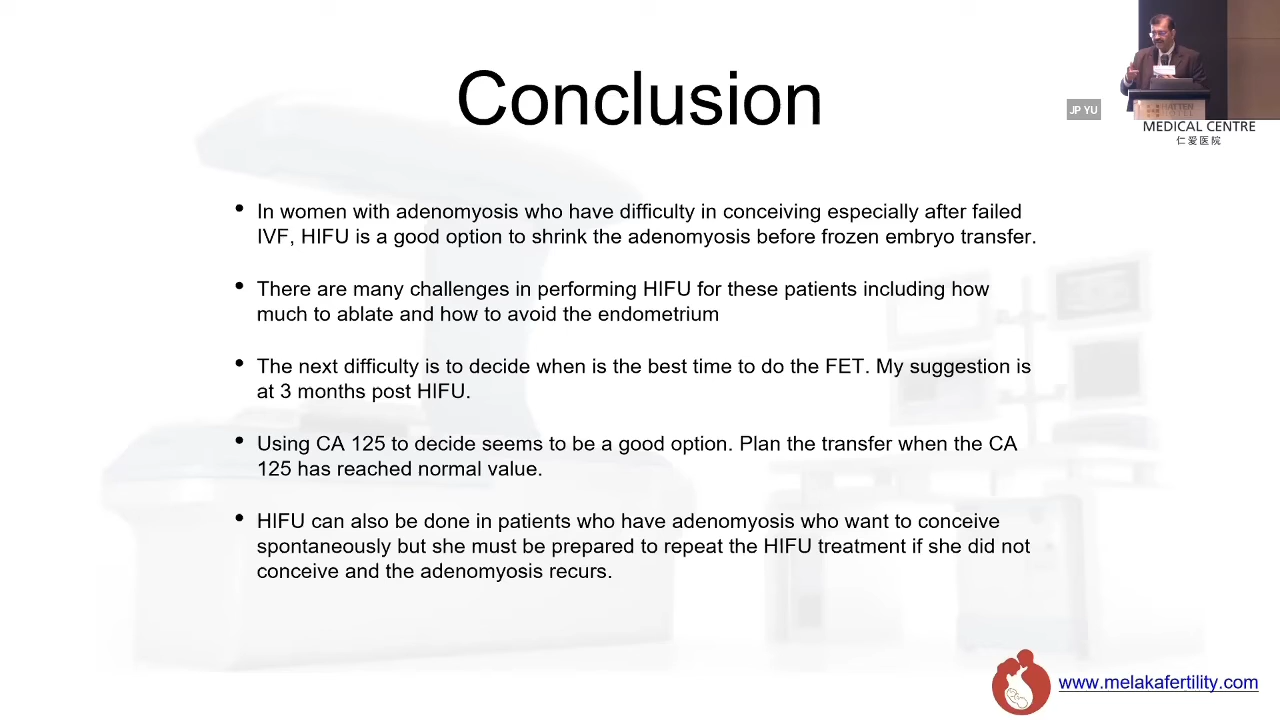 Conclusion
JP YU
HATTEN
HOTEL
MEDICAL CENTRE
仁爱医院
• In women with adenomyosis who have difficulty in conceiving especially after failed
IVF, HIFU is a good option to shrink the adenomyosis before frozen embryo transfer.
• There are many challenges in performing HIFU for these patients including how
much to ablate and how to avoid the endometrium
• The next difficulty is to decide when is the best time to do the FET. My suggestion is
at 3 months post HIFU.
• Using CA 125 to decide seems to be a good option. Plan the transfer when the CA
125 has reached normal value.
• HIFU can also be done in patients who have adenomyosis who want to conceive
spontaneously but she must be prepared to repeat the HIFU treatment if she did not
conceive and the adenomyosis recurs.
www.melakafertility.com